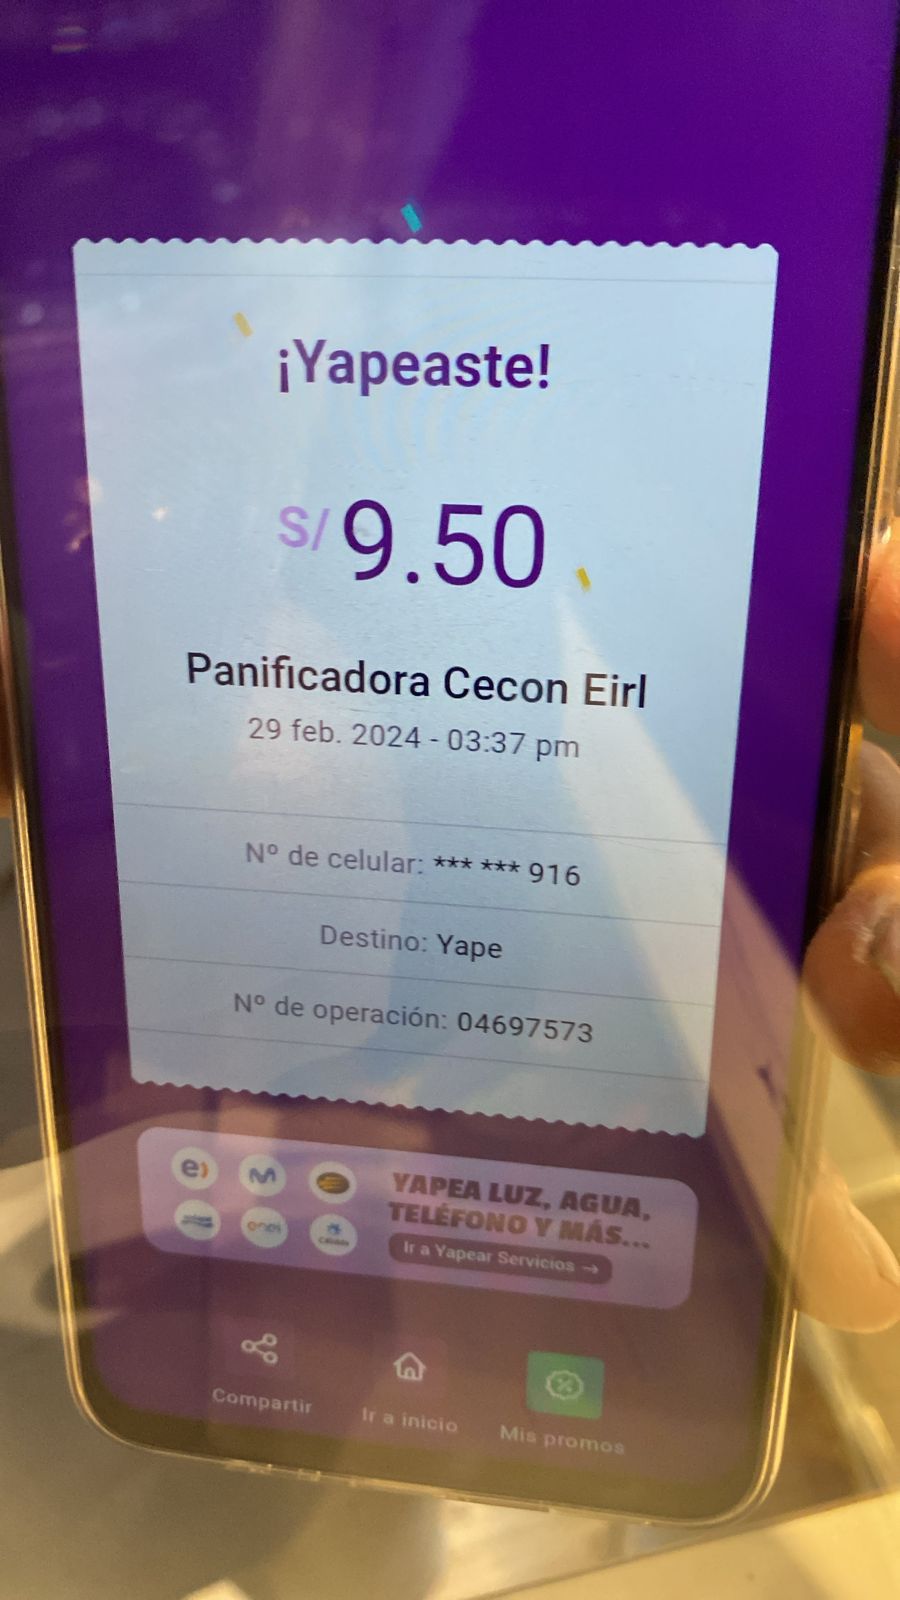 ¡Yapeaste!
S/ 9.50
Panificadora Cecon Eirl
29 feb. 2024 - 03:37 pm
Nº de celular: *** *** 916
Destino: Yape
Nº de operación: 04697573
e)
YAPEA LUZ, AGUA,
TELÉFONO Y MÁS...
Ir a Yapear Servicios →
Compartir
Ir a inicio
Mis promos